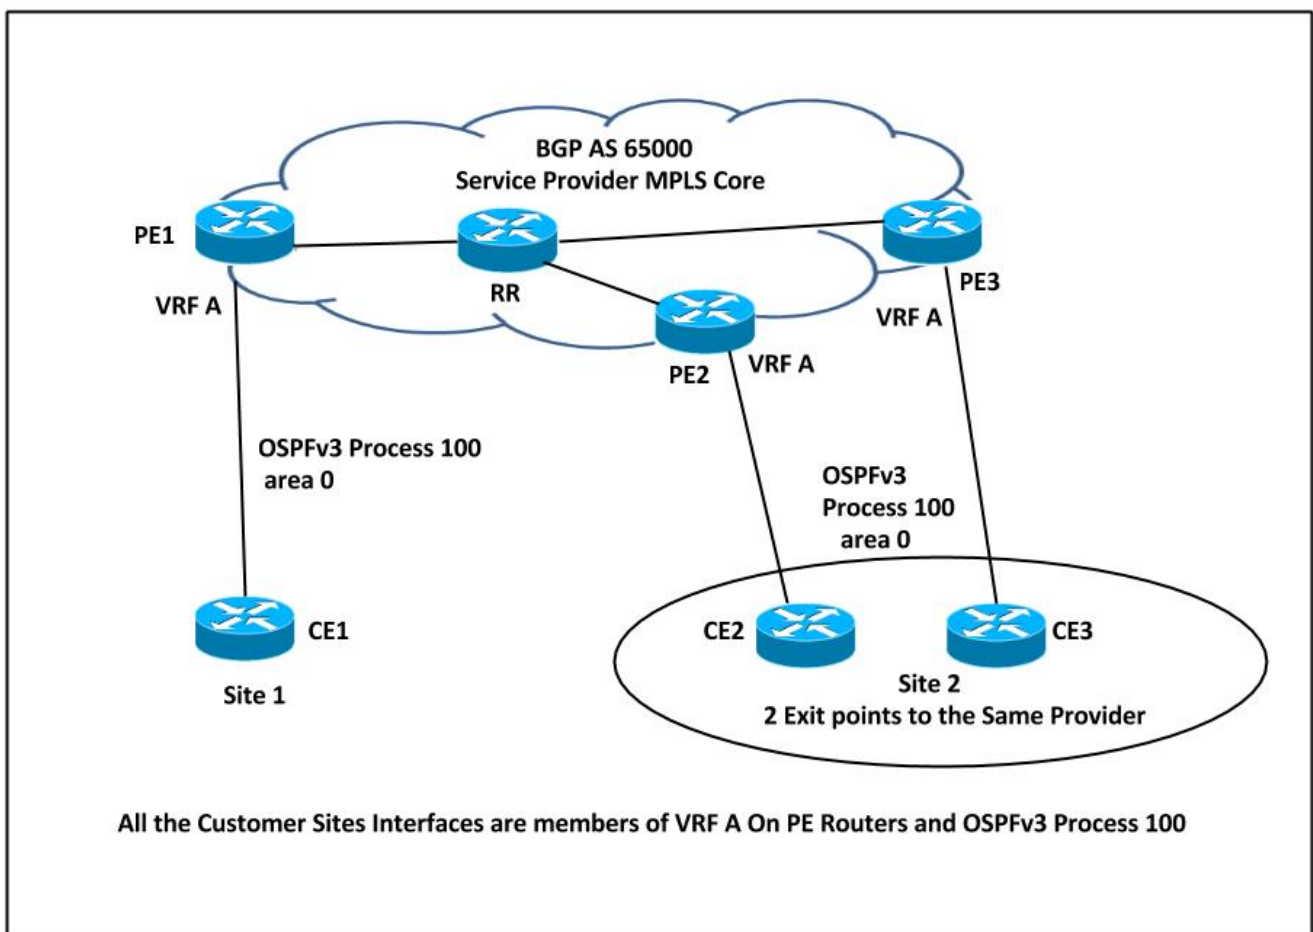 BGP AS 65000
Service Provider MPLS Core
PE1
RR
PE3
VRF A
VRF A
PE2
VRF A
OSPFv3 Process 100
area 0
OSPFv3
Process 100
area 0
CE1
CE2
CE3
Site 1
Site 2
2 Exit points to the Same Provider
All the Customer Sites Interfaces are members of VRF A On PE Routers and OSPFv3 Process 100